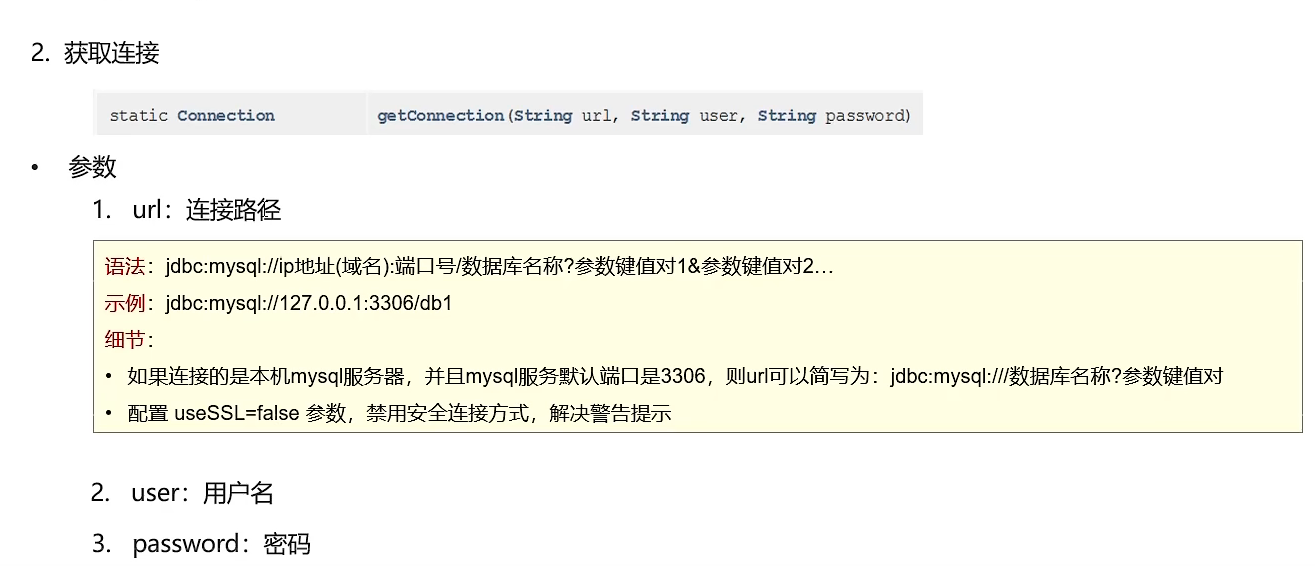 2. 获取连接
static Connection getConnection(String url, String user, String password)
• 参数
1. url：连接路径
语法：jdbc:mysql://ip地址(域名):端口号/数据库名称?参数键值对1&参数键值对2…
示例：jdbc:mysql://127.0.0.1:3306/db1
细节：
• 如果连接的是本机mysql服务器，并且mysql服务默认端口是3306，则url可以简写为：jdbc:mysql:///数据库名称?参数键值对
• 配置 useSSL=false 参数，禁用安全连接方式，解决警告提示
2. user：用户名
3. password：密码